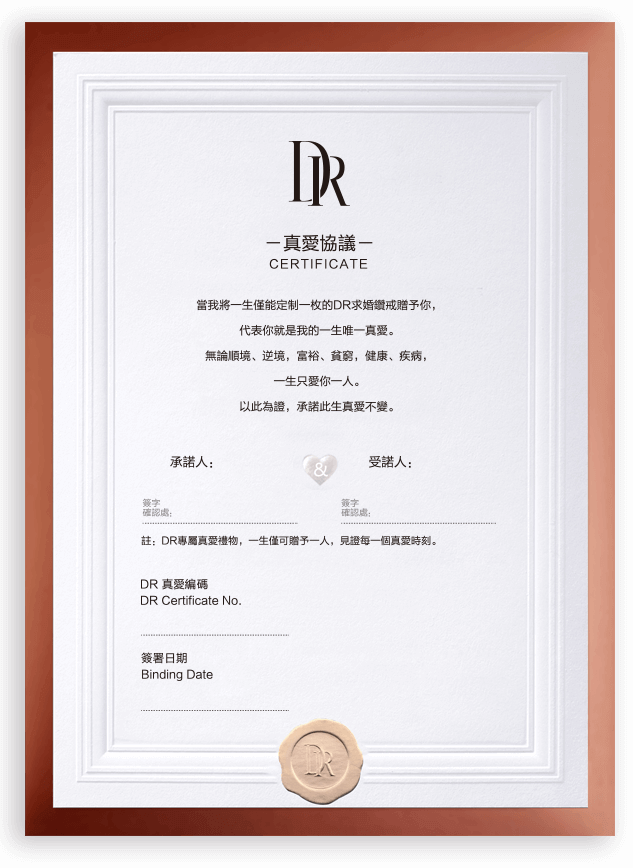 DR
－真愛協議－
CERTIFICATE
當我將一生僅能定制一枚的DR求婚鑽戒贈予你，
代表你就是我的一生唯一真愛。
無論順境、逆境，富裕、貧窮，健康、疾病，
一生只愛你一人。
以此為證，承諾此生真愛不變。
承諾人： & 受諾人：
簽字 簽字
確認處： 確認處：
註：DR專屬真愛禮物，一生僅可贈予一人，見證每一個真愛時刻。
DR 真愛編碼
DR Certificate No.
簽署日期
Binding Date
DR